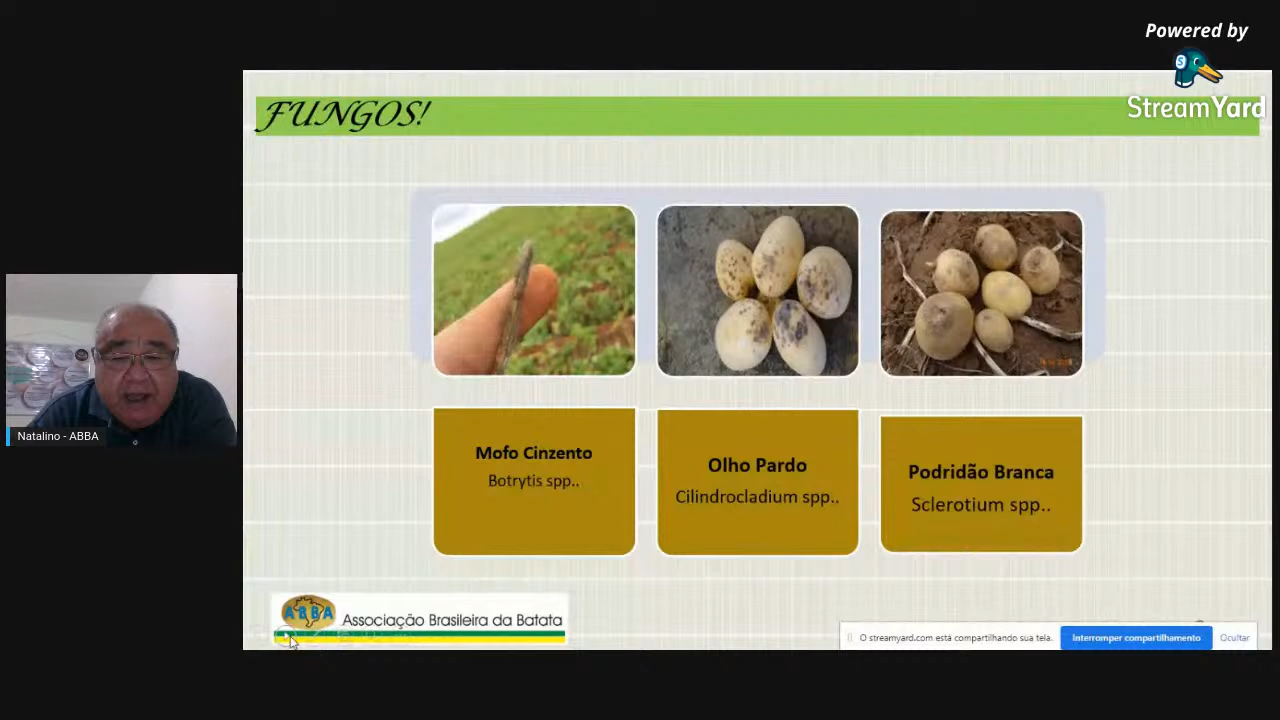 Powered by
StreamYard
FUNGOS!
Mofo Cinzento
Botrytis spp..
Olho Pardo
Cilindrocladium spp..
Podridão Branca
Sclerotium spp..
Natalino - ABBA
ABBA
Associação Brasileira da Batata
O streamyard.com está compartilhando sua tela.
Interromper compartilhamento
Ocultar